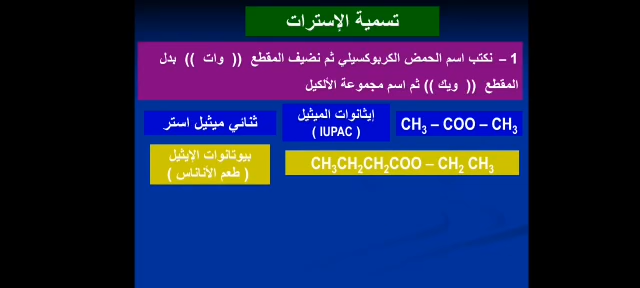 تسمية الإسترات
1 – نكتب اسم الحمض الكربوكسيلي ثم نضيف المقطع (( وات )) بدل
المقطع (( ويك )) ثم اسم مجموعة الألكيل
CH₃ – COO – CH₃
إيثانوات الميثيل
( IUPAC )
ثنائي ميثيل استر
CH₃CH₂CH₂COO – CH₂ CH₃
بيوتانوات الإيثيل
( طعم الأناناس )